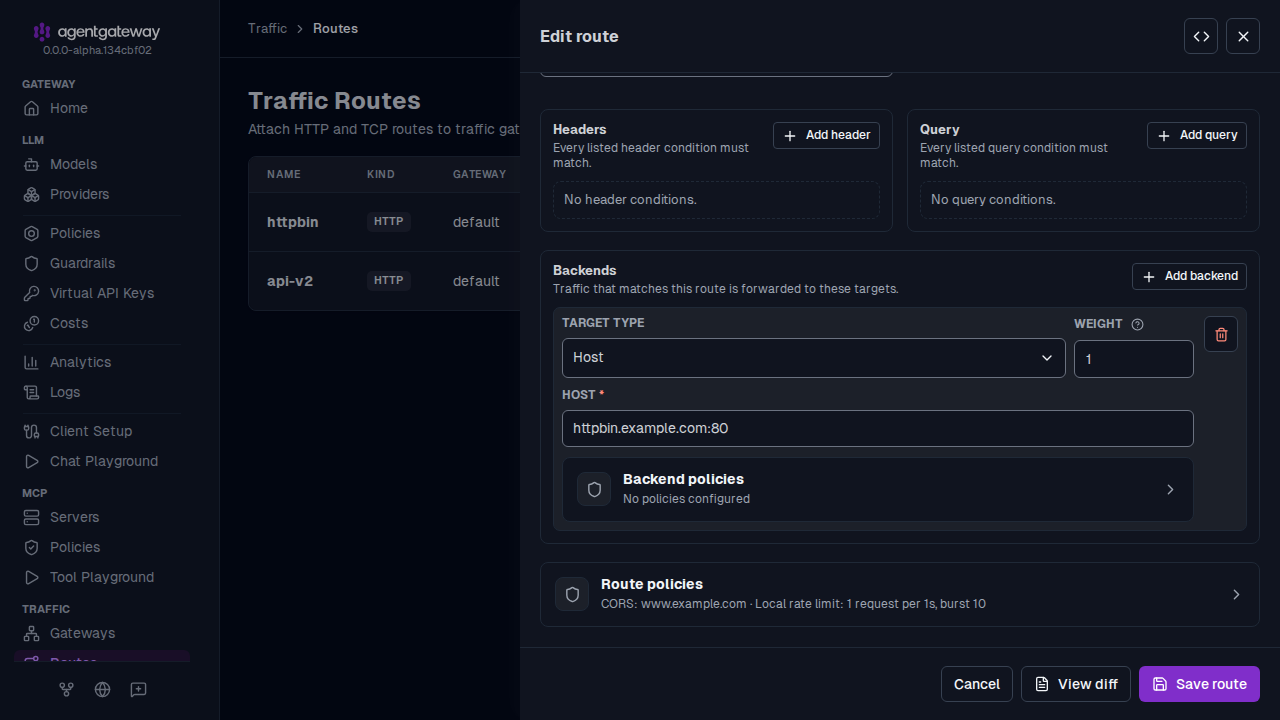 agentgateway
0.0.0-alpha.134cbf02
GATEWAY
Home
LLM
Models
Providers
Policies
Guardrails
Virtual API Keys
Costs
Analytics
Logs
Client Setup
Chat Playground
MCP
Servers
Policies
Tool Playground
TRAFFIC
Gateways
Routes
Traffic > Routes
Traffic Routes
Attach HTTP and TCP routes to traffic gat
NAME KIND GATEWAY
httpbin HTTP default
api-v2 HTTP default
Edit route
Headers
Every listed header condition must
match.
Add header
No header conditions.
Query
Every listed query condition must
match.
Add query
No query conditions.
Backends
Traffic that matches this route is forwarded to these targets.
Add backend
TARGET TYPE
Host
WEIGHT
1
HOST *
httpbin.example.com:80
Backend policies
No policies configured
Route policies
CORS: www.example.com · Local rate limit: 1 request per 1s, burst 10
Cancel
View diff
Save route